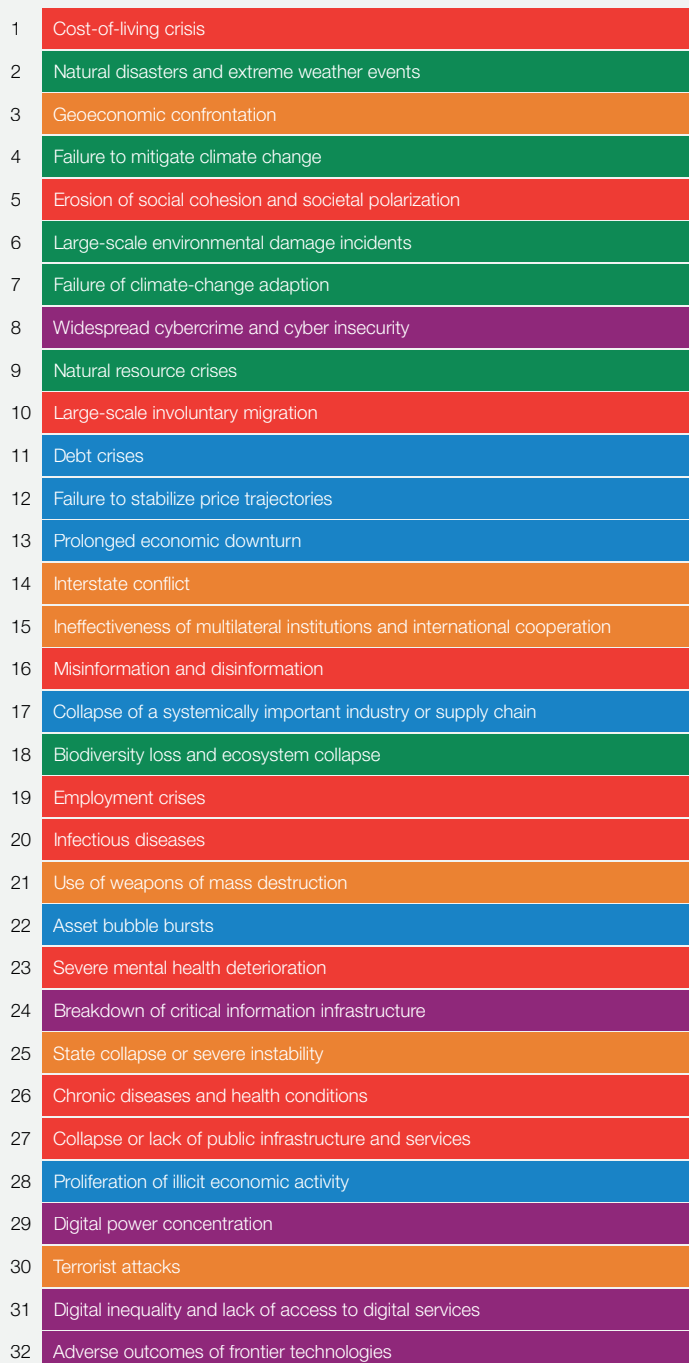 1 Cost-of-living crisis
2 Natural disasters and extreme weather events
3 Geoeconomic confrontation
4 Failure to mitigate climate change
5 Erosion of social cohesion and societal polarization
6 Large-scale environmental damage incidents
7 Failure of climate-change adaption
8 Widespread cybercrime and cyber insecurity
9 Natural resource crises
10 Large-scale involuntary migration
11 Debt crises
12 Failure to stabilize price trajectories
13 Prolonged economic downturn
14 Interstate conflict
15 Ineffectiveness of multilateral institutions and international cooperation
16 Misinformation and disinformation
17 Collapse of a systemically important industry or supply chain
18 Biodiversity loss and ecosystem collapse
19 Employment crises
20 Infectious diseases
21 Use of weapons of mass destruction
22 Asset bubble bursts
23 Severe mental health deterioration
24 Breakdown of critical information infrastructure
25 State collapse or severe instability
26 Chronic diseases and health conditions
27 Collapse or lack of public infrastructure and services
28 Proliferation of illicit economic activity
29 Digital power concentration
30 Terrorist attacks
31 Digital inequality and lack of access to digital services
32 Adverse outcomes of frontier technologies